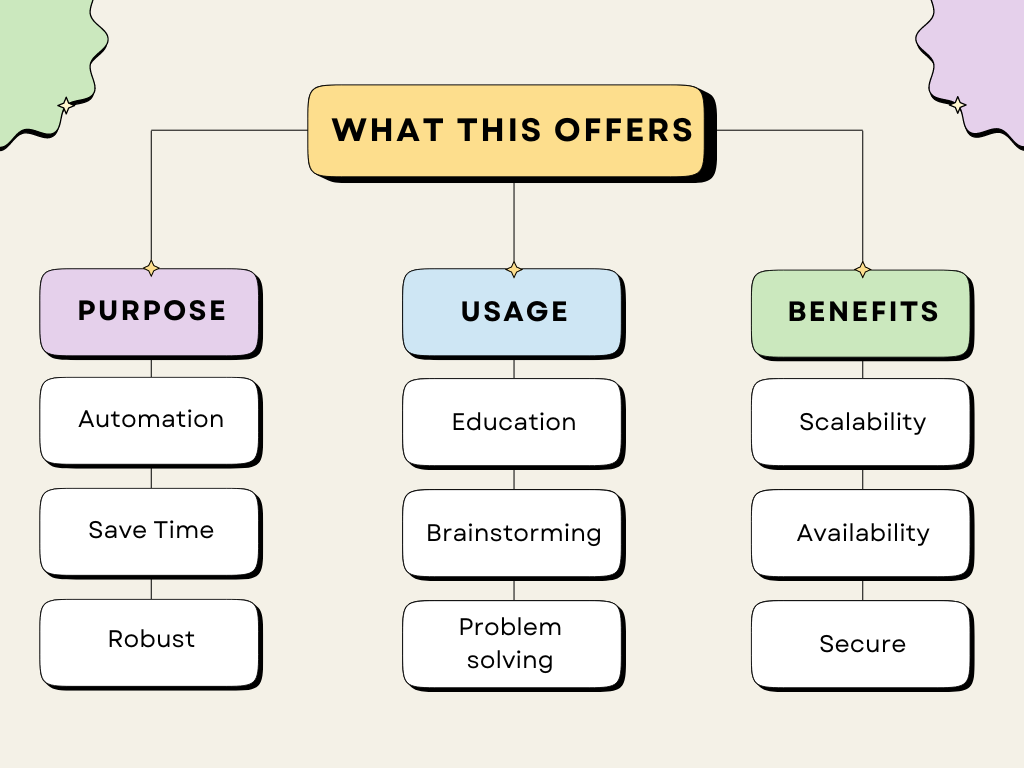 WHAT THIS OFFERS
PURPOSE
Automation
Save Time
Robust
USAGE
Education
Brainstorming
Problem
solving
BENEFITS
Scalability
Availability
Secure